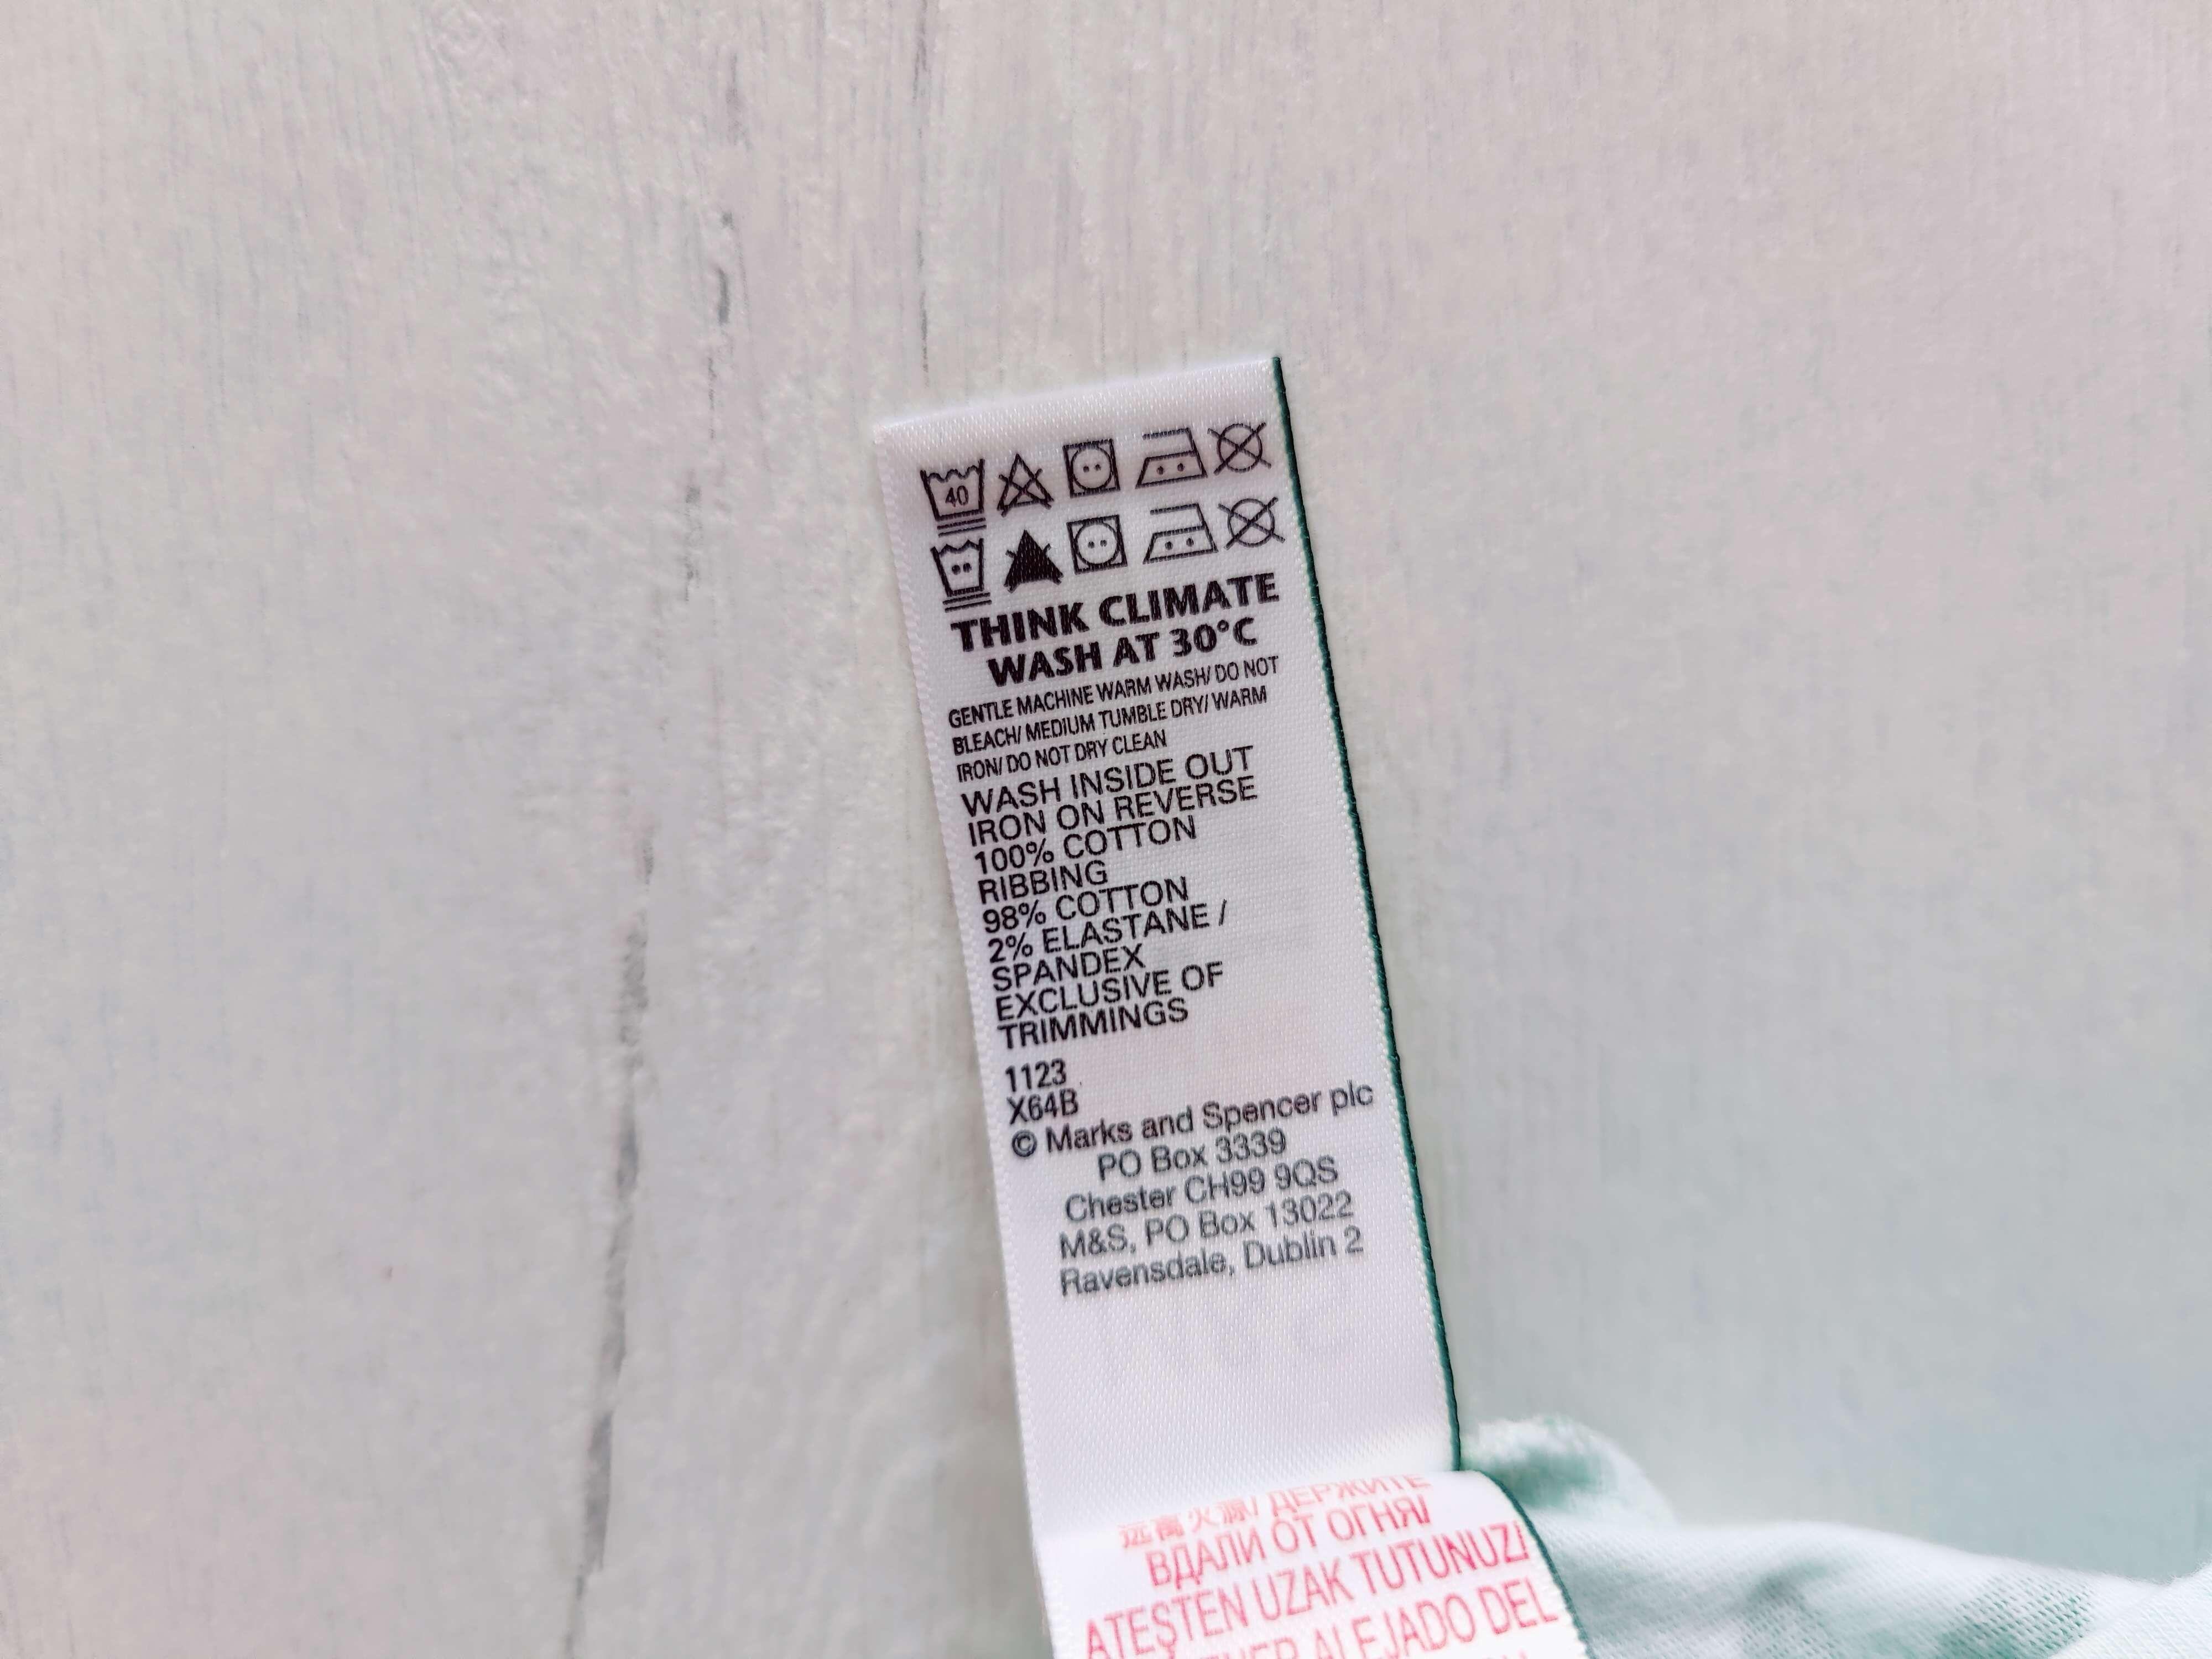 40
THINK CLIMATE
WASH AT 30°C
GENTLE MACHINE WARM WASH/ DO NOT
BLEACH/ MEDIUM TUMBLE DRY/ WARM
IRON/ DO NOT DRY CLEAN
WASH INSIDE OUT
IRON ON REVERSE
100% COTTON
RIBBING
98% COTTON
2% ELASTANE /
SPANDEX
EXCLUSIVE OF
TRIMMINGS
1123
X64B
© Marks and Spencer plc
PO Box 3339
Chester CH99 9QS
M&S, PO Box 13022
Ravensdale, Dublin 2
远离火源/ ДЕРЖИТЕ
ВДАЛИ ОТ ОГНЯ/
ATEŞTEN UZAK TUTUNUZ/
ALEJADO DEL